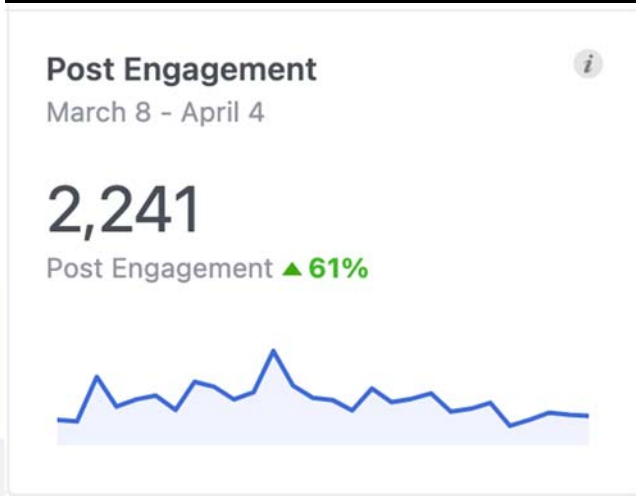 Post Engagement
i
March 8 - April 4
2,241
Post Engagement ▲ 61%